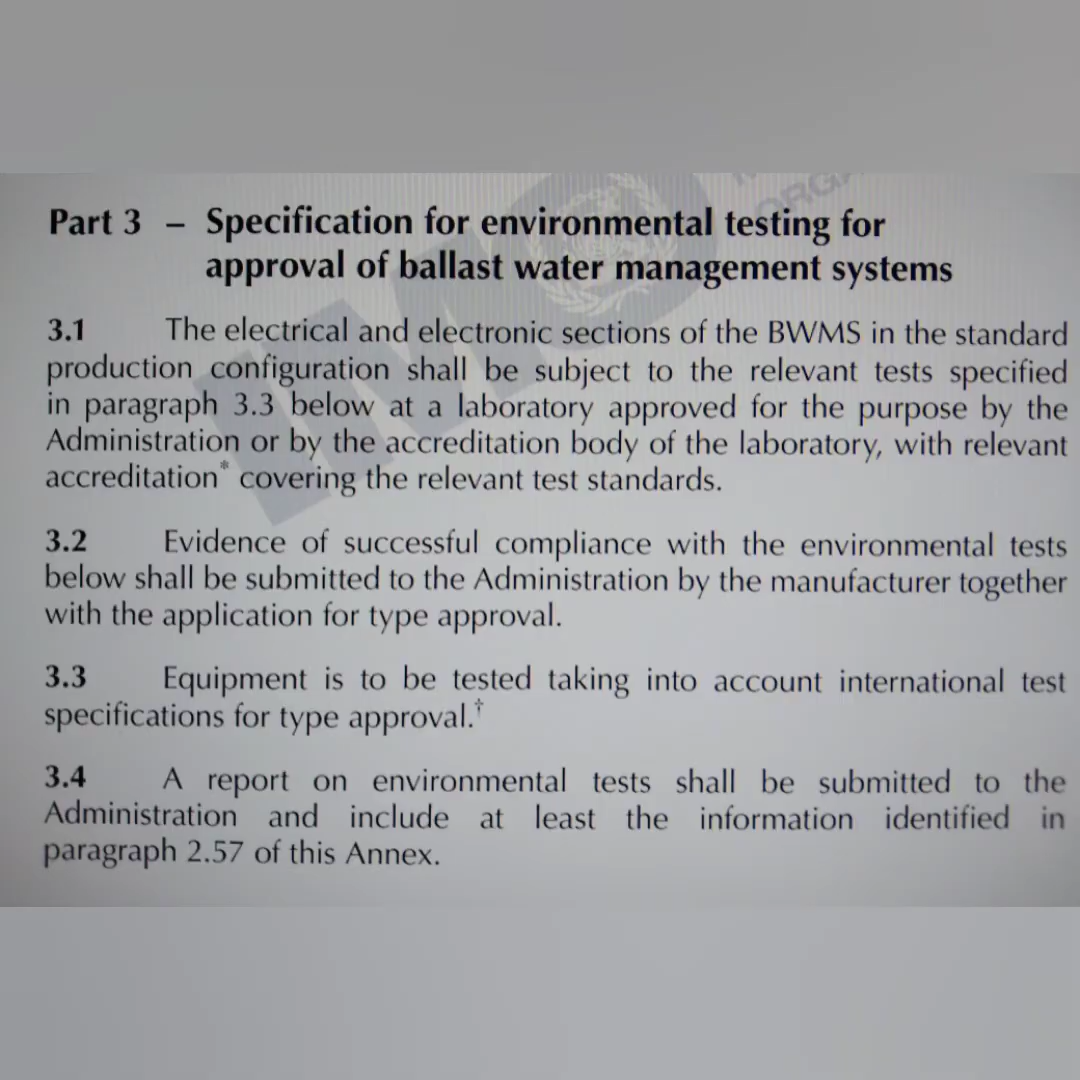 Part 3 – Specification for environmental testing for
approval of ballast water management systems
3.1 The electrical and electronic sections of the BWMS in the standard
production configuration shall be subject to the relevant tests specified
in paragraph 3.3 below at a laboratory approved for the purpose by the
Administration or by the accreditation body of the laboratory, with relevant
accreditation* covering the relevant test standards.
3.2 Evidence of successful compliance with the environmental tests
below shall be submitted to the Administration by the manufacturer together
with the application for type approval.
3.3 Equipment is to be tested taking into account international test
specifications for type approval.†
3.4 A report on environmental tests shall be submitted to the
Administration and include at least the information identified in
paragraph 2.57 of this Annex.
IMO